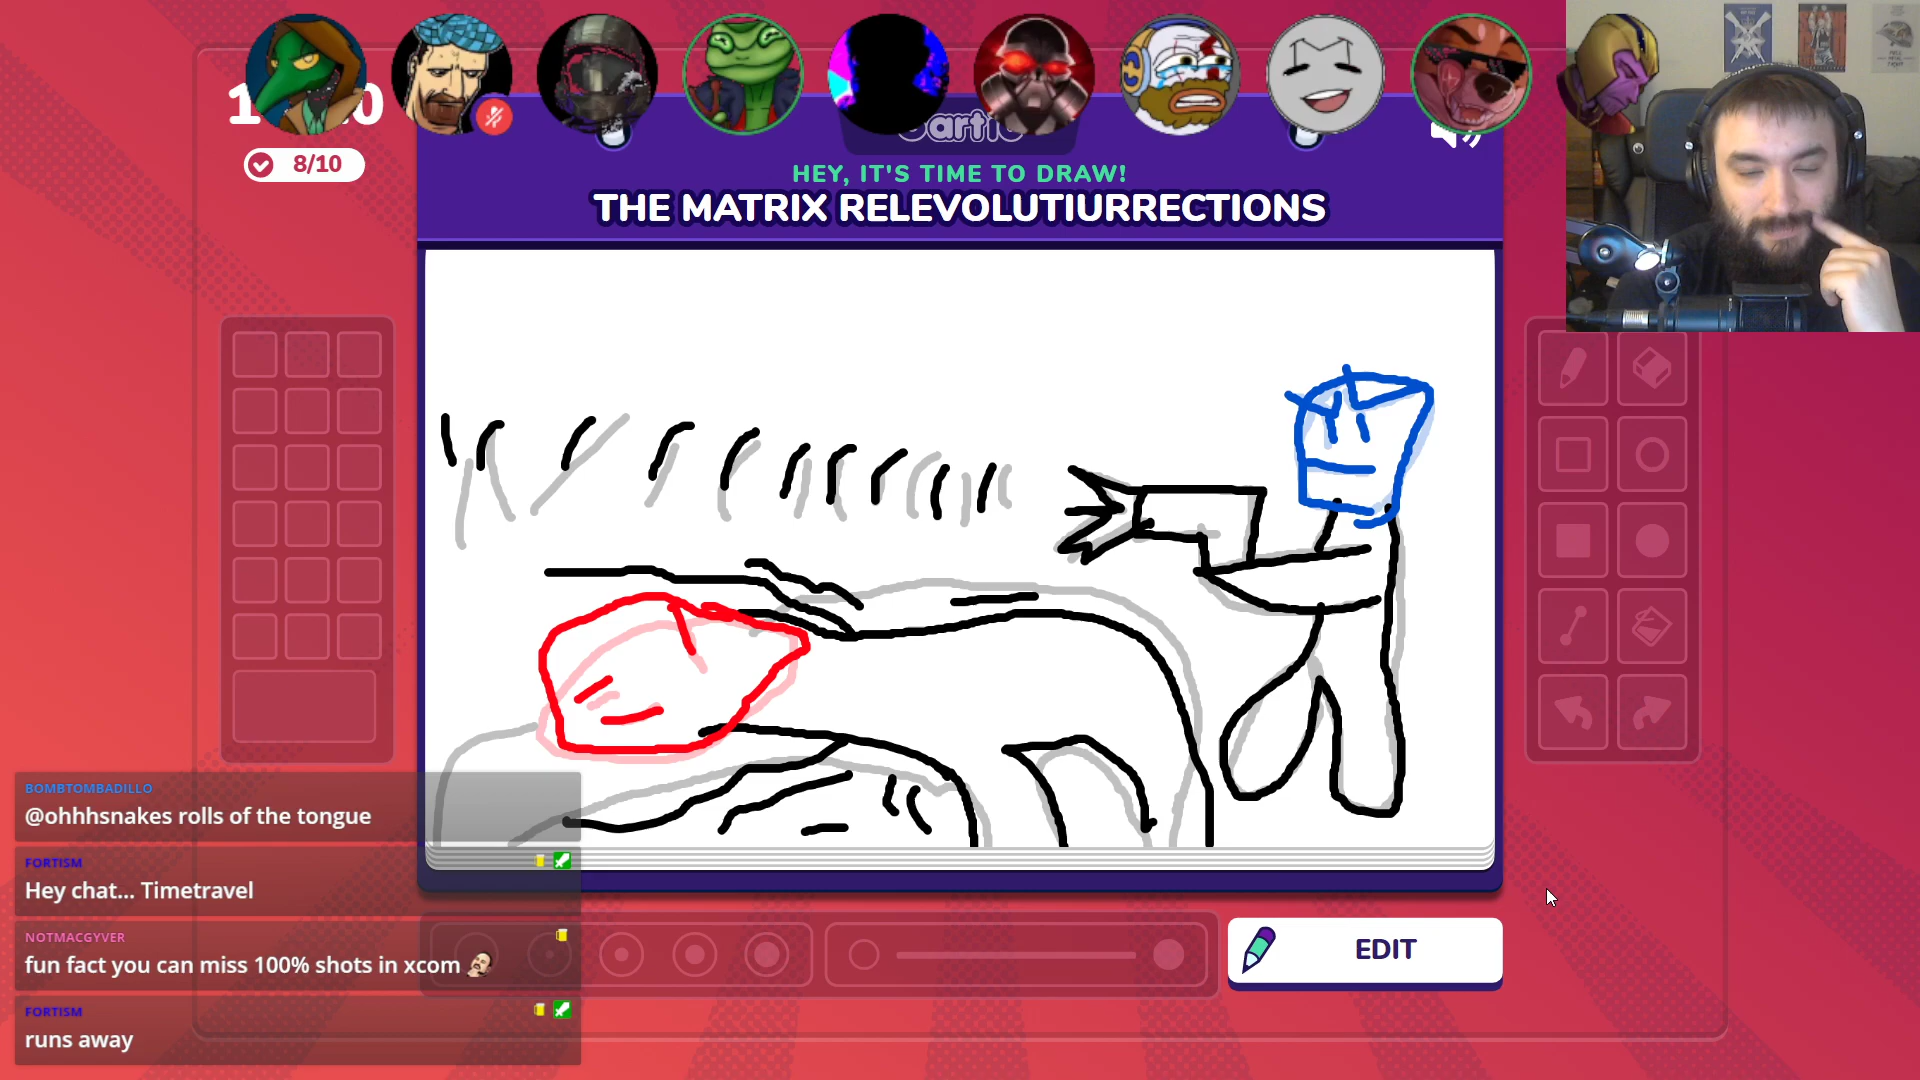 8/10
HEY, IT'S TIME TO DRAW!
THE MATRIX RELEVOLUTIURRECTIONS
BOMBTOMBADILLO
@ohhhsnakes rolls of the tongue
FORTISM
Hey chat... Timetravel
NOTMACGYVER
fun fact you can miss 100% shots in xcom
FORTISM
runs away
EDIT